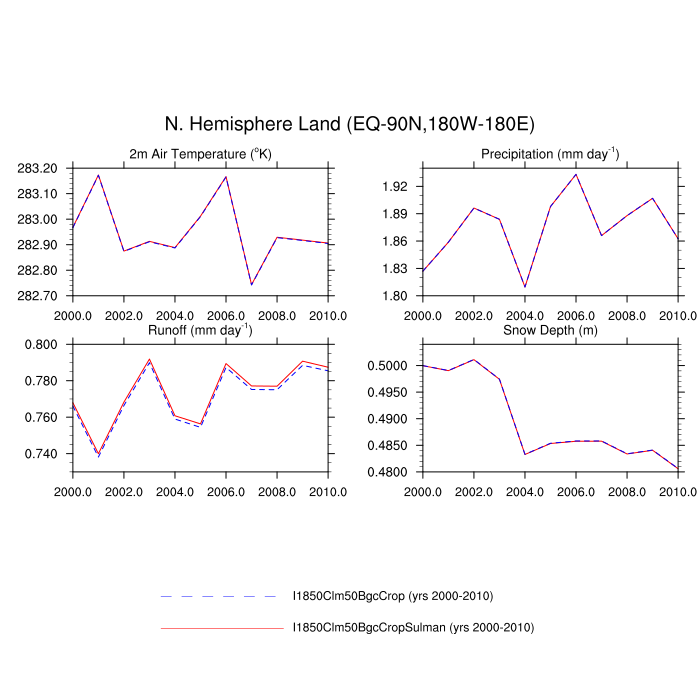 N. Hemisphere Land (EQ-90N,180W-180E)
2m Air Temperature (°K)
283.20
283.10
283.00
282.90
282.80
282.70
2000.0 2002.0 2004.0 2006.0 2008.0 2010.0
Precipitation (mm day⁻¹)
1.92
1.89
1.86
1.83
1.80
2000.0 2002.0 2004.0 2006.0 2008.0 2010.0
Runoff (mm day⁻¹)
0.800
0.780
0.760
0.740
2000.0 2002.0 2004.0 2006.0 2008.0 2010.0
Snow Depth (m)
0.5000
0.4950
0.4900
0.4850
0.4800
2000.0 2002.0 2004.0 2006.0 2008.0 2010.0
I1850Clm50BgcCrop (yrs 2000-2010)
I1850Clm50BgcCropSulman (yrs 2000-2010)